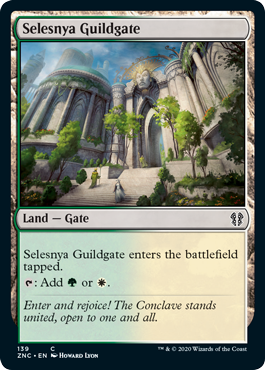 Selesnya Guildgate
Land — Gate
Selesnya Guildgate enters the battlefield
tapped.
: Add or .
Enter and rejoice! The Conclave stands
united, open to one and all.
139 C
ZNC • EN Howard Lyon
™ & © 2020 Wizards of the Coast